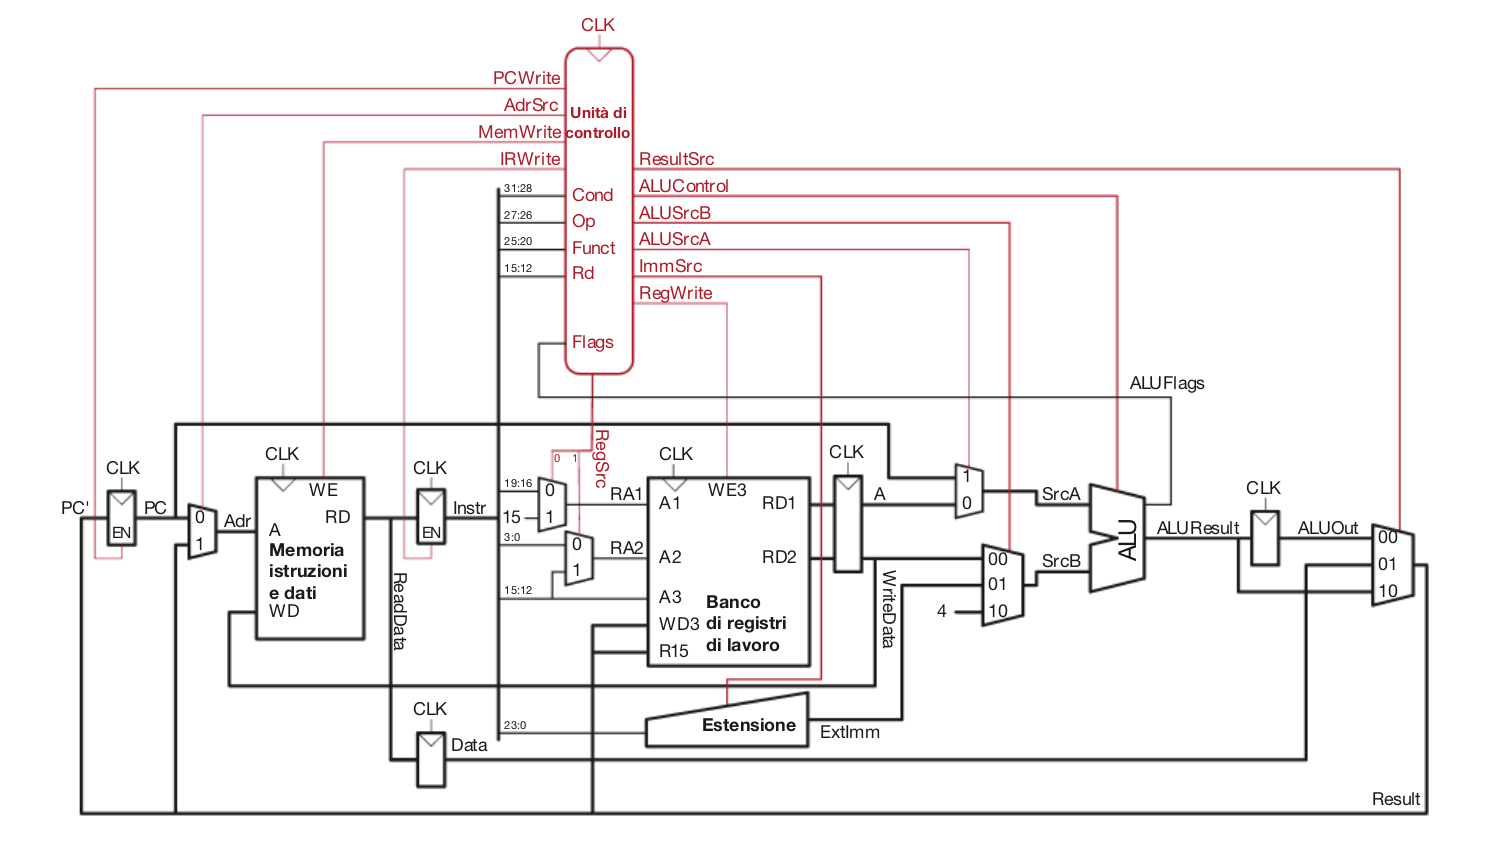 CLK
PCWrite
AdrSrc
MemWrite
IRWrite
Unità di
controllo
ResultSrc
ALUControl
ALUSrcB
ALUSrcA
ImmSrc
RegWrite
31:28
Cond
27:26
Op
25:20
Funct
15:12
Rd
Flags
ALUFlags
RegSrc
0 1
CLK
PC'
EN
PC
0
1
Adr
CLK
WE
A
RD
Memoria
istruzioni
e dati
WD
ReadData
CLK
EN
Instr
19:16
15
0
1
RA1
3:0
0
1
RA2
15:12
CLK
WE3
A1
RD1
A2
RD2
A3
WD3
R15
Banco
di registri
di lavoro
CLK
A
WriteData
1
0
SrcA
00
01
10
4
SrcB
ALU
ALUResult
CLK
ALUOut
00
01
10
23:0
Estensione
ExtImm
CLK
Data
Result